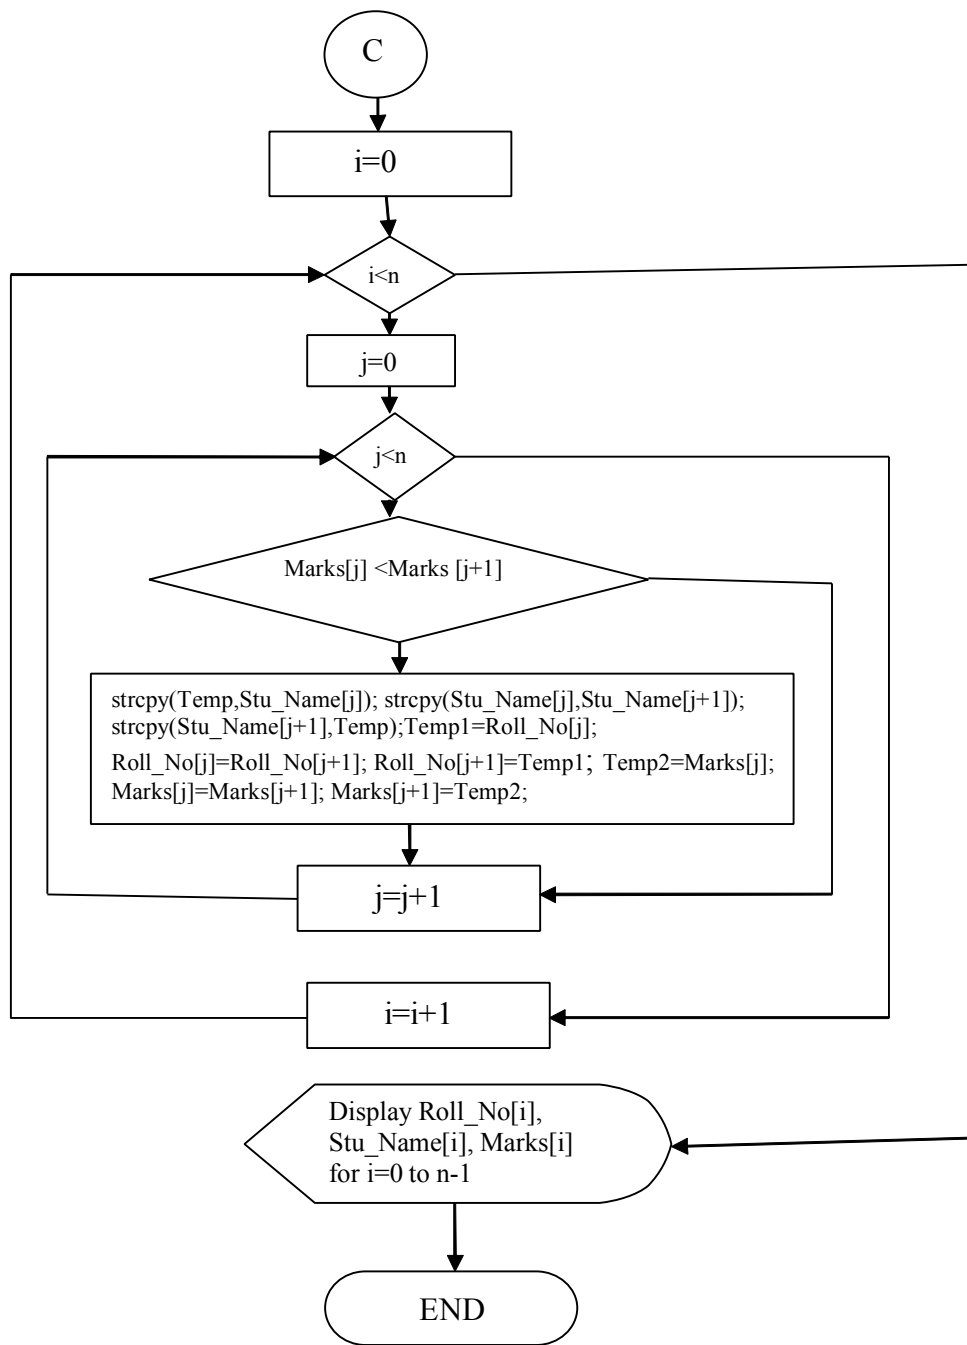 C
i=0
i<n
j=0
j<n
Marks[j] <Marks [j+1]
strcpy(Temp,Stu_Name[j]); strcpy(Stu_Name[j],Stu_Name[j+1]);
strcpy(Stu_Name[j+1],Temp);Temp1=Roll_No[j];
Roll_No[j]=Roll_No[j+1]; Roll_No[j+1]=Temp1; Temp2=Marks[j];
Marks[j]=Marks[j+1]; Marks[j+1]=Temp2;
j=j+1
i=i+1
Display Roll_No[i],
Stu_Name[i], Marks[i]
for i=0 to n-1
END